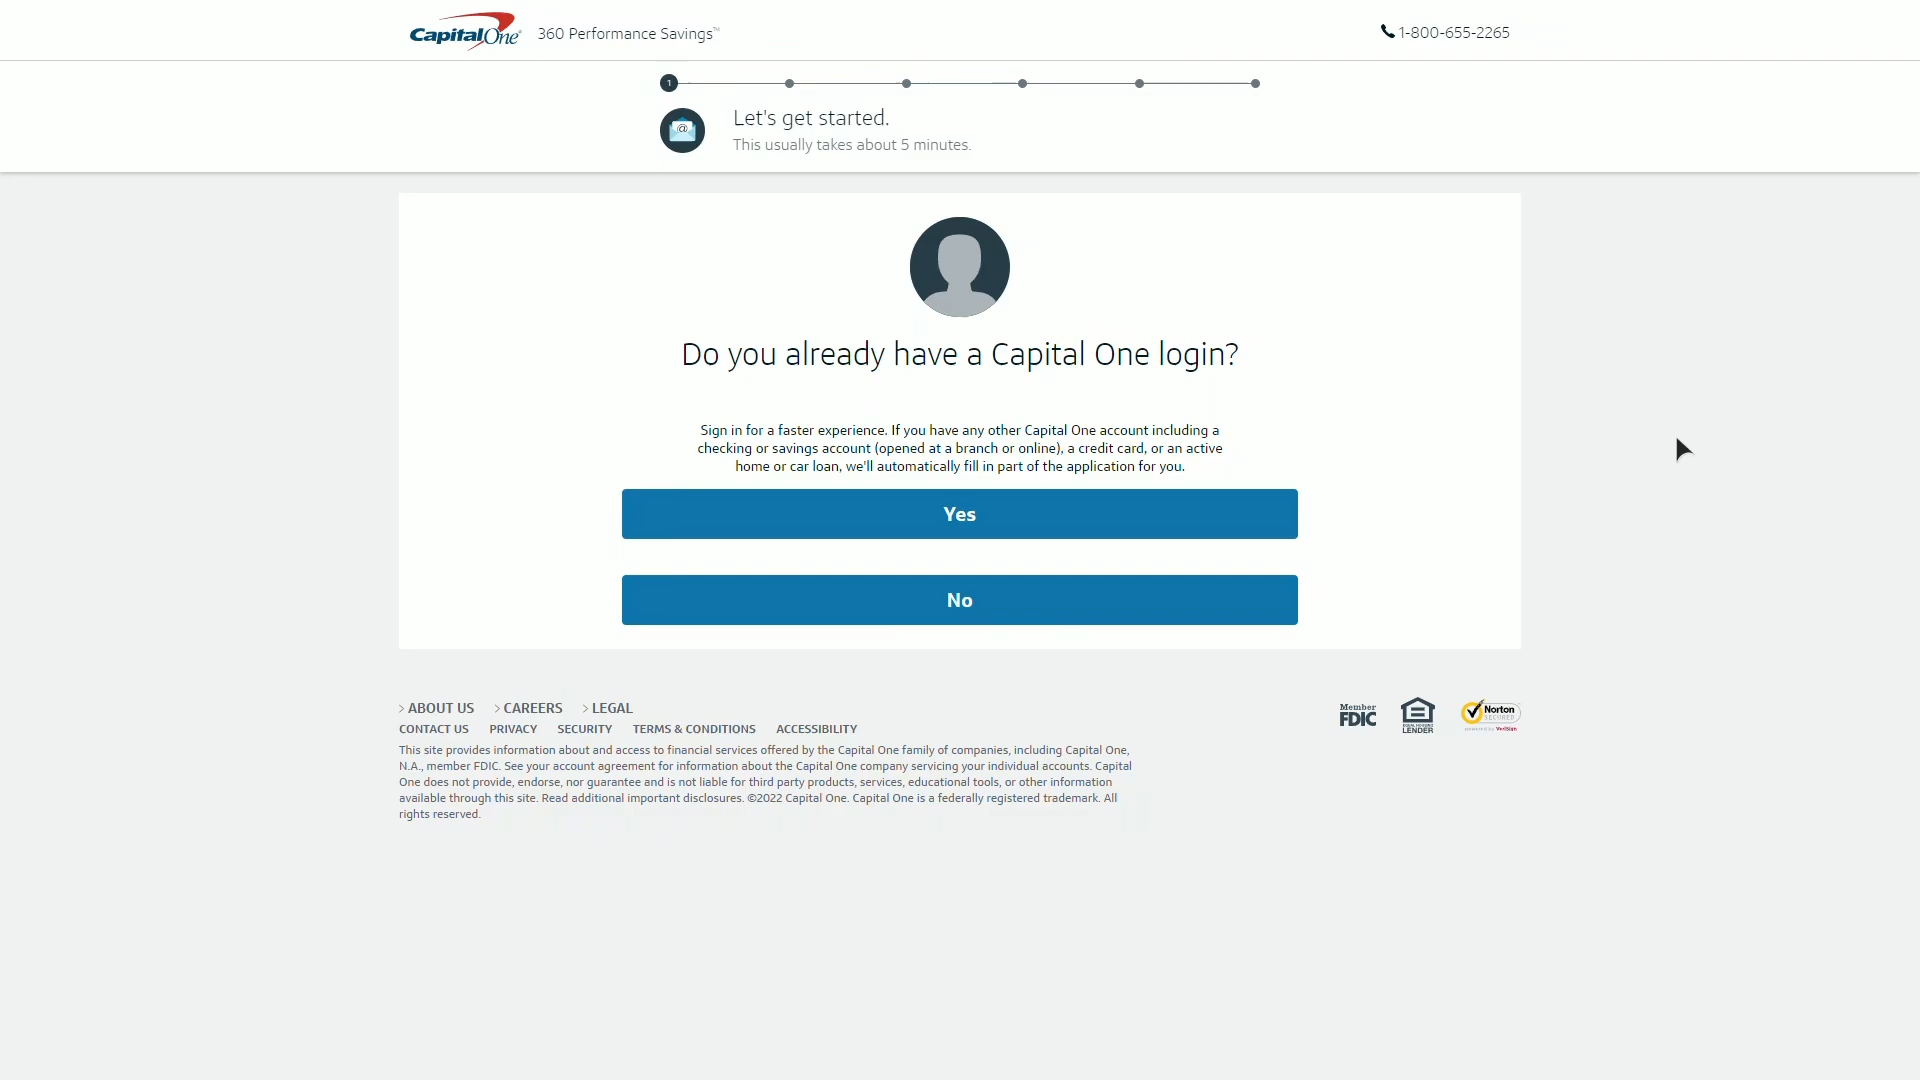 CapitalOne® 360 Performance Savings™
1-800-655-2265
1
@
Let's get started.
This usually takes about 5 minutes.
Do you already have a Capital One login?
Sign in for a faster experience. If you have any other Capital One account including a
checking or savings account (opened at a branch or online), a credit card, or an active
home or car loan, we'll automatically fill in part of the application for you.
Yes
No
> ABOUT US > CAREERS > LEGAL
CONTACT US PRIVACY SECURITY TERMS & CONDITIONS ACCESSIBILITY
This site provides information about and access to financial services offered by the Capital One family of companies, including Capital One,
N.A., member FDIC. See your account agreement for information about the Capital One company servicing your individual accounts. Capital
One does not provide, endorse, nor guarantee and is not liable for third party products, services, educational tools, or other information
available through this site. Read additional important disclosures. ©2022 Capital One. Capital One is a federally registered trademark. All
rights reserved.
Member
FDIC
EQUAL HOUSING
LENDER
Norton
SECURED
powered by VeriSign